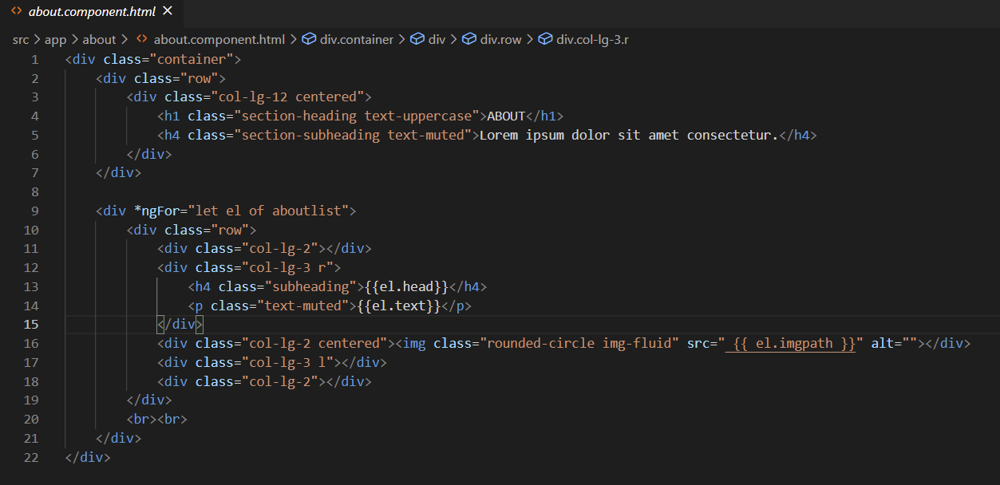 about.component.html
src > app > about > about.component.html > div.container > div > div.row > div.col-lg-3.r
1 <div class="container">
2 <div class="row">
3 <div class="col-lg-12 centered">
4 <h1 class="section-heading text-uppercase">ABOUT</h1>
5 <h4 class="section-subheading text-muted">Lorem ipsum dolor sit amet consectetur.</h4>
6 </div>
7 </div>
8
9 <div *ngFor="let el of aboutlist">
10 <div class="row">
11 <div class="col-lg-2"></div>
12 <div class="col-lg-3 r">
13 <h4 class="subheading">{{el.head}}</h4>
14 <p class="text-muted">{{el.text}}</p>
15 </div>
16 <div class="col-lg-2 centered"><img class="rounded-circle img-fluid" src=" {{ el.imgpath }}" alt=""></div>
17 <div class="col-lg-3 l"></div>
18 <div class="col-lg-2"></div>
19 </div>
20 <br><br>
21 </div>
22 </div>